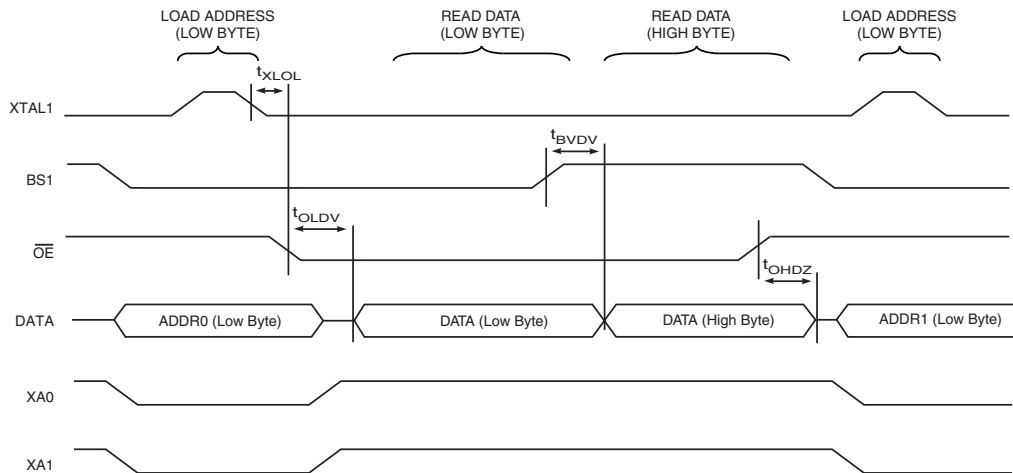 LOAD ADDRESS
(LOW BYTE)
READ DATA
(LOW BYTE)
READ DATA
(HIGH BYTE)
LOAD ADDRESS
(LOW BYTE)
tXLOL
XTAL1
tBVDV
BS1
tOLDV
OE
tOHDZ
DATA
ADDR0 (Low Byte)
DATA (Low Byte)
DATA (High Byte)
ADDR1 (Low Byte)
XA0
XA1